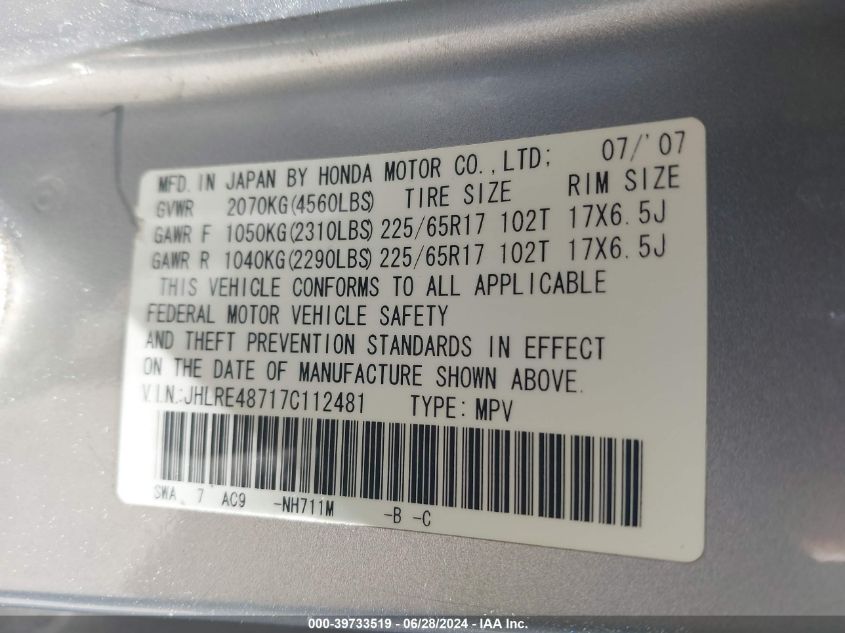 MFD. IN JAPAN BY HONDA MOTOR CO., LTD; 07/'07
GVWR 2070KG(4560LBS) TIRE SIZE RIM SIZE
GAWR F 1050KG(2310LBS) 225/65R17 102T 17X6.5J
GAWR R 1040KG(2290LBS) 225/65R17 102T 17X6.5J
THIS VEHICLE CONFORMS TO ALL APPLICABLE
FEDERAL MOTOR VEHICLE SAFETY
AND THEFT PREVENTION STANDARDS IN EFFECT
ON THE DATE OF MANUFACTURE SHOWN ABOVE.
V.I.N.:JHLRE48717C112481 TYPE: MPV
SWA 7 AC9 -NH711M -B -C
000-39733519 - 06/28/2024 - IAA Inc.